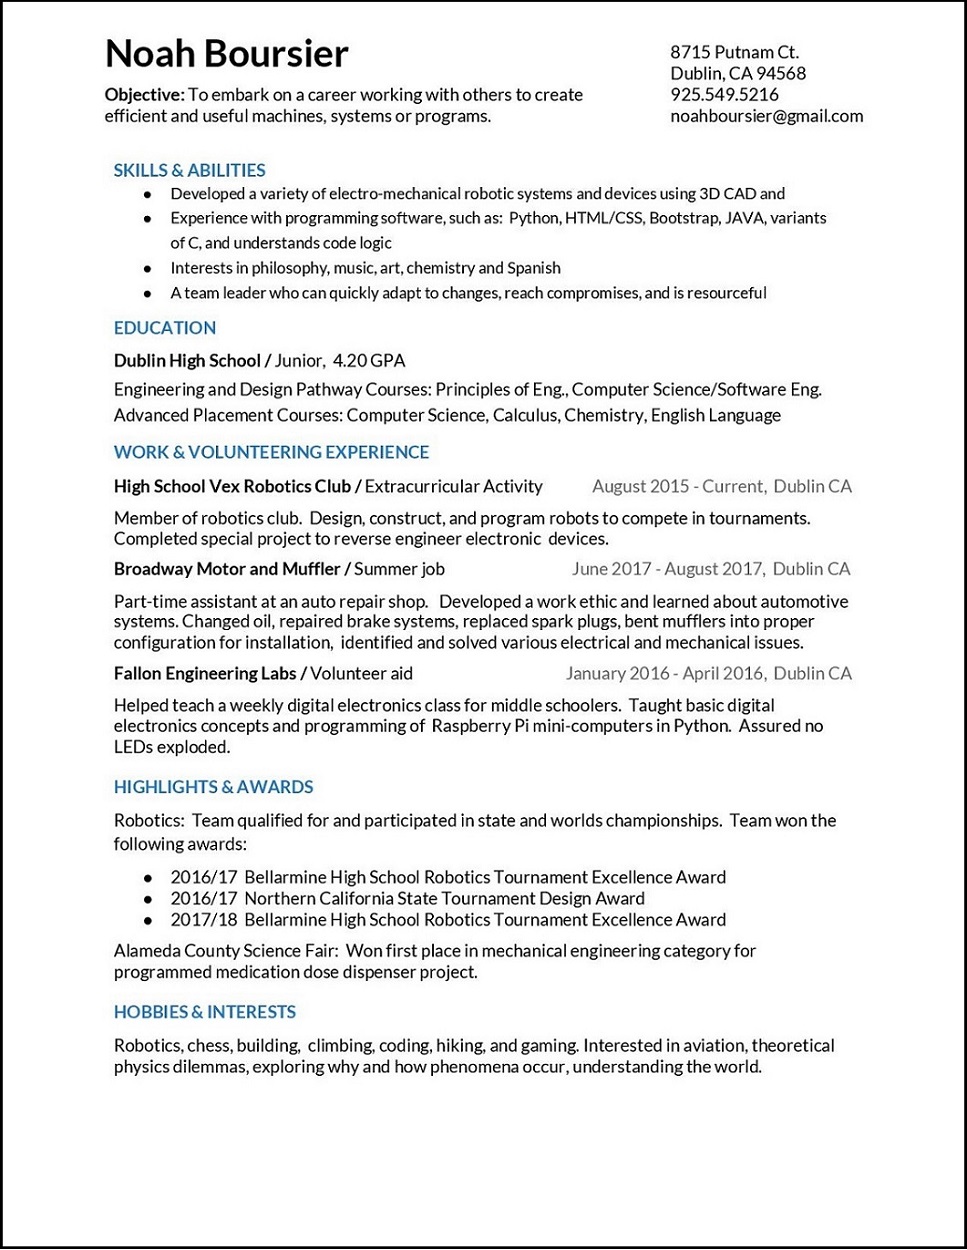 Noah Boursier
Objective: To embark on a career working with others to create
efficient and useful machines, systems or programs.
8715 Putnam Ct.
Dublin, CA 94568
925.549.5216
noahboursier@gmail.com
SKILLS & ABILITIES
● Developed a variety of electro-mechanical robotic systems and devices using 3D CAD and
● Experience with programming software, such as: Python, HTML/CSS, Bootstrap, JAVA, variants
of C, and understands code logic
● Interests in philosophy, music, art, chemistry and Spanish
● A team leader who can quickly adapt to changes, reach compromises, and is resourceful
EDUCATION
Dublin High School / Junior, 4.20 GPA
Engineering and Design Pathway Courses: Principles of Eng., Computer Science/Software Eng.
Advanced Placement Courses: Computer Science, Calculus, Chemistry, English Language
WORK & VOLUNTEERING EXPERIENCE
High School Vex Robotics Club / Extracurricular Activity August 2015 - Current, Dublin CA
Member of robotics club. Design, construct, and program robots to compete in tournaments.
Completed special project to reverse engineer electronic devices.
Broadway Motor and Muffler / Summer job June 2017 - August 2017, Dublin CA
Part-time assistant at an auto repair shop. Developed a work ethic and learned about automotive
systems. Changed oil, repaired brake systems, replaced spark plugs, bent mufflers into proper
configuration for installation, identified and solved various electrical and mechanical issues.
Fallon Engineering Labs / Volunteer aid January 2016 - April 2016, Dublin CA
Helped teach a weekly digital electronics class for middle schoolers. Taught basic digital
electronics concepts and programming of Raspberry Pi mini-computers in Python. Assured no
LEDs exploded.
HIGHLIGHTS & AWARDS
Robotics: Team qualified for and participated in state and worlds championships. Team won the
following awards:
● 2016/17 Bellarmine High School Robotics Tournament Excellence Award
● 2016/17 Northern California State Tournament Design Award
● 2017/18 Bellarmine High School Robotics Tournament Excellence Award
Alameda County Science Fair: Won first place in mechanical engineering category for
programmed medication dose dispenser project.
HOBBIES & INTERESTS
Robotics, chess, building, climbing, coding, hiking, and gaming. Interested in aviation, theoretical
physics dilemmas, exploring why and how phenomena occur, understanding the world.